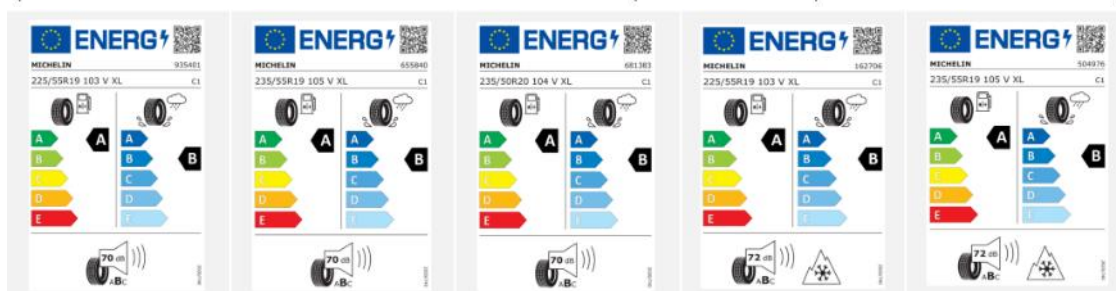 ENERG
MICHELIN 935401
225/55R19 103 V XL C1
A A A
B B B
C C
D D
E E
70 dB
ABC
ENERG
MICHELIN 655840
235/55R19 105 V XL C1
A A A
B B B
C C
D D
E E
70 dB
ABC
ENERG
MICHELIN 681383
235/50R20 104 V XL C1
A A A
B B B
C C
D D
E E
70 dB
ABC
ENERG
MICHELIN 162706
225/55R19 103 V XL C1
A A A
B B B
C C
D D
E E
72 dB
ABC
ENERG
MICHELIN 504976
235/55R19 105 V XL C1
A A A
B B B
C C
D D
E E
72 dB
ABC